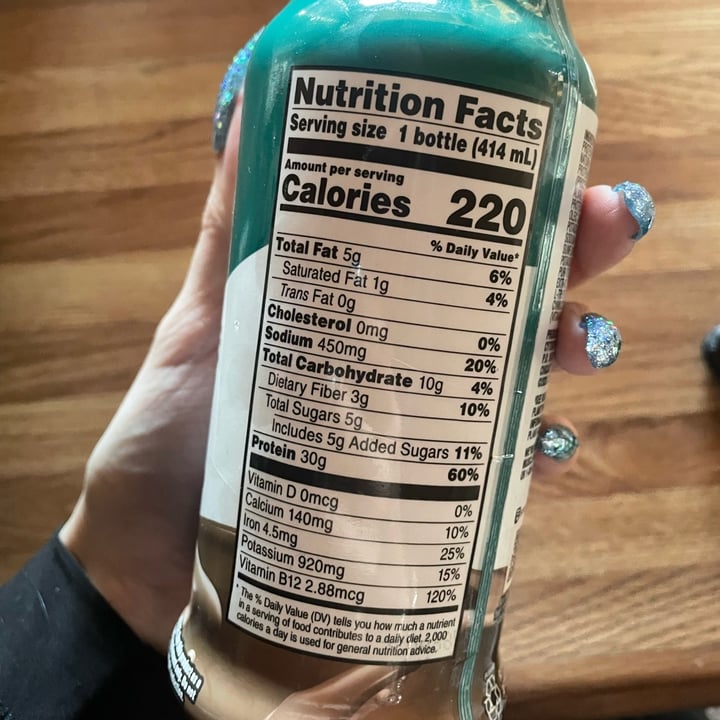 Nutrition Facts
Serving size 1 bottle (414 mL)
Amount per serving
Calories 220
% Daily Value*
Total Fat 5g 6%
Saturated Fat 1g 4%
Trans Fat 0g
Cholesterol 0mg 0%
Sodium 450mg 20%
Total Carbohydrate 10g 4%
Dietary Fiber 3g 10%
Total Sugars 5g
Includes 5g Added Sugars 11%
Protein 30g 60%
Vitamin D 0mcg 0%
Calcium 140mg 10%
Iron 4.5mg 25%
Potassium 920mg 15%
Vitamin B12 2.88mcg 120%
* The % Daily Value (DV) tells you how much a nutrient
in a serving of food contributes to a daily diet. 2,000
calories a day is used for general nutrition advice.